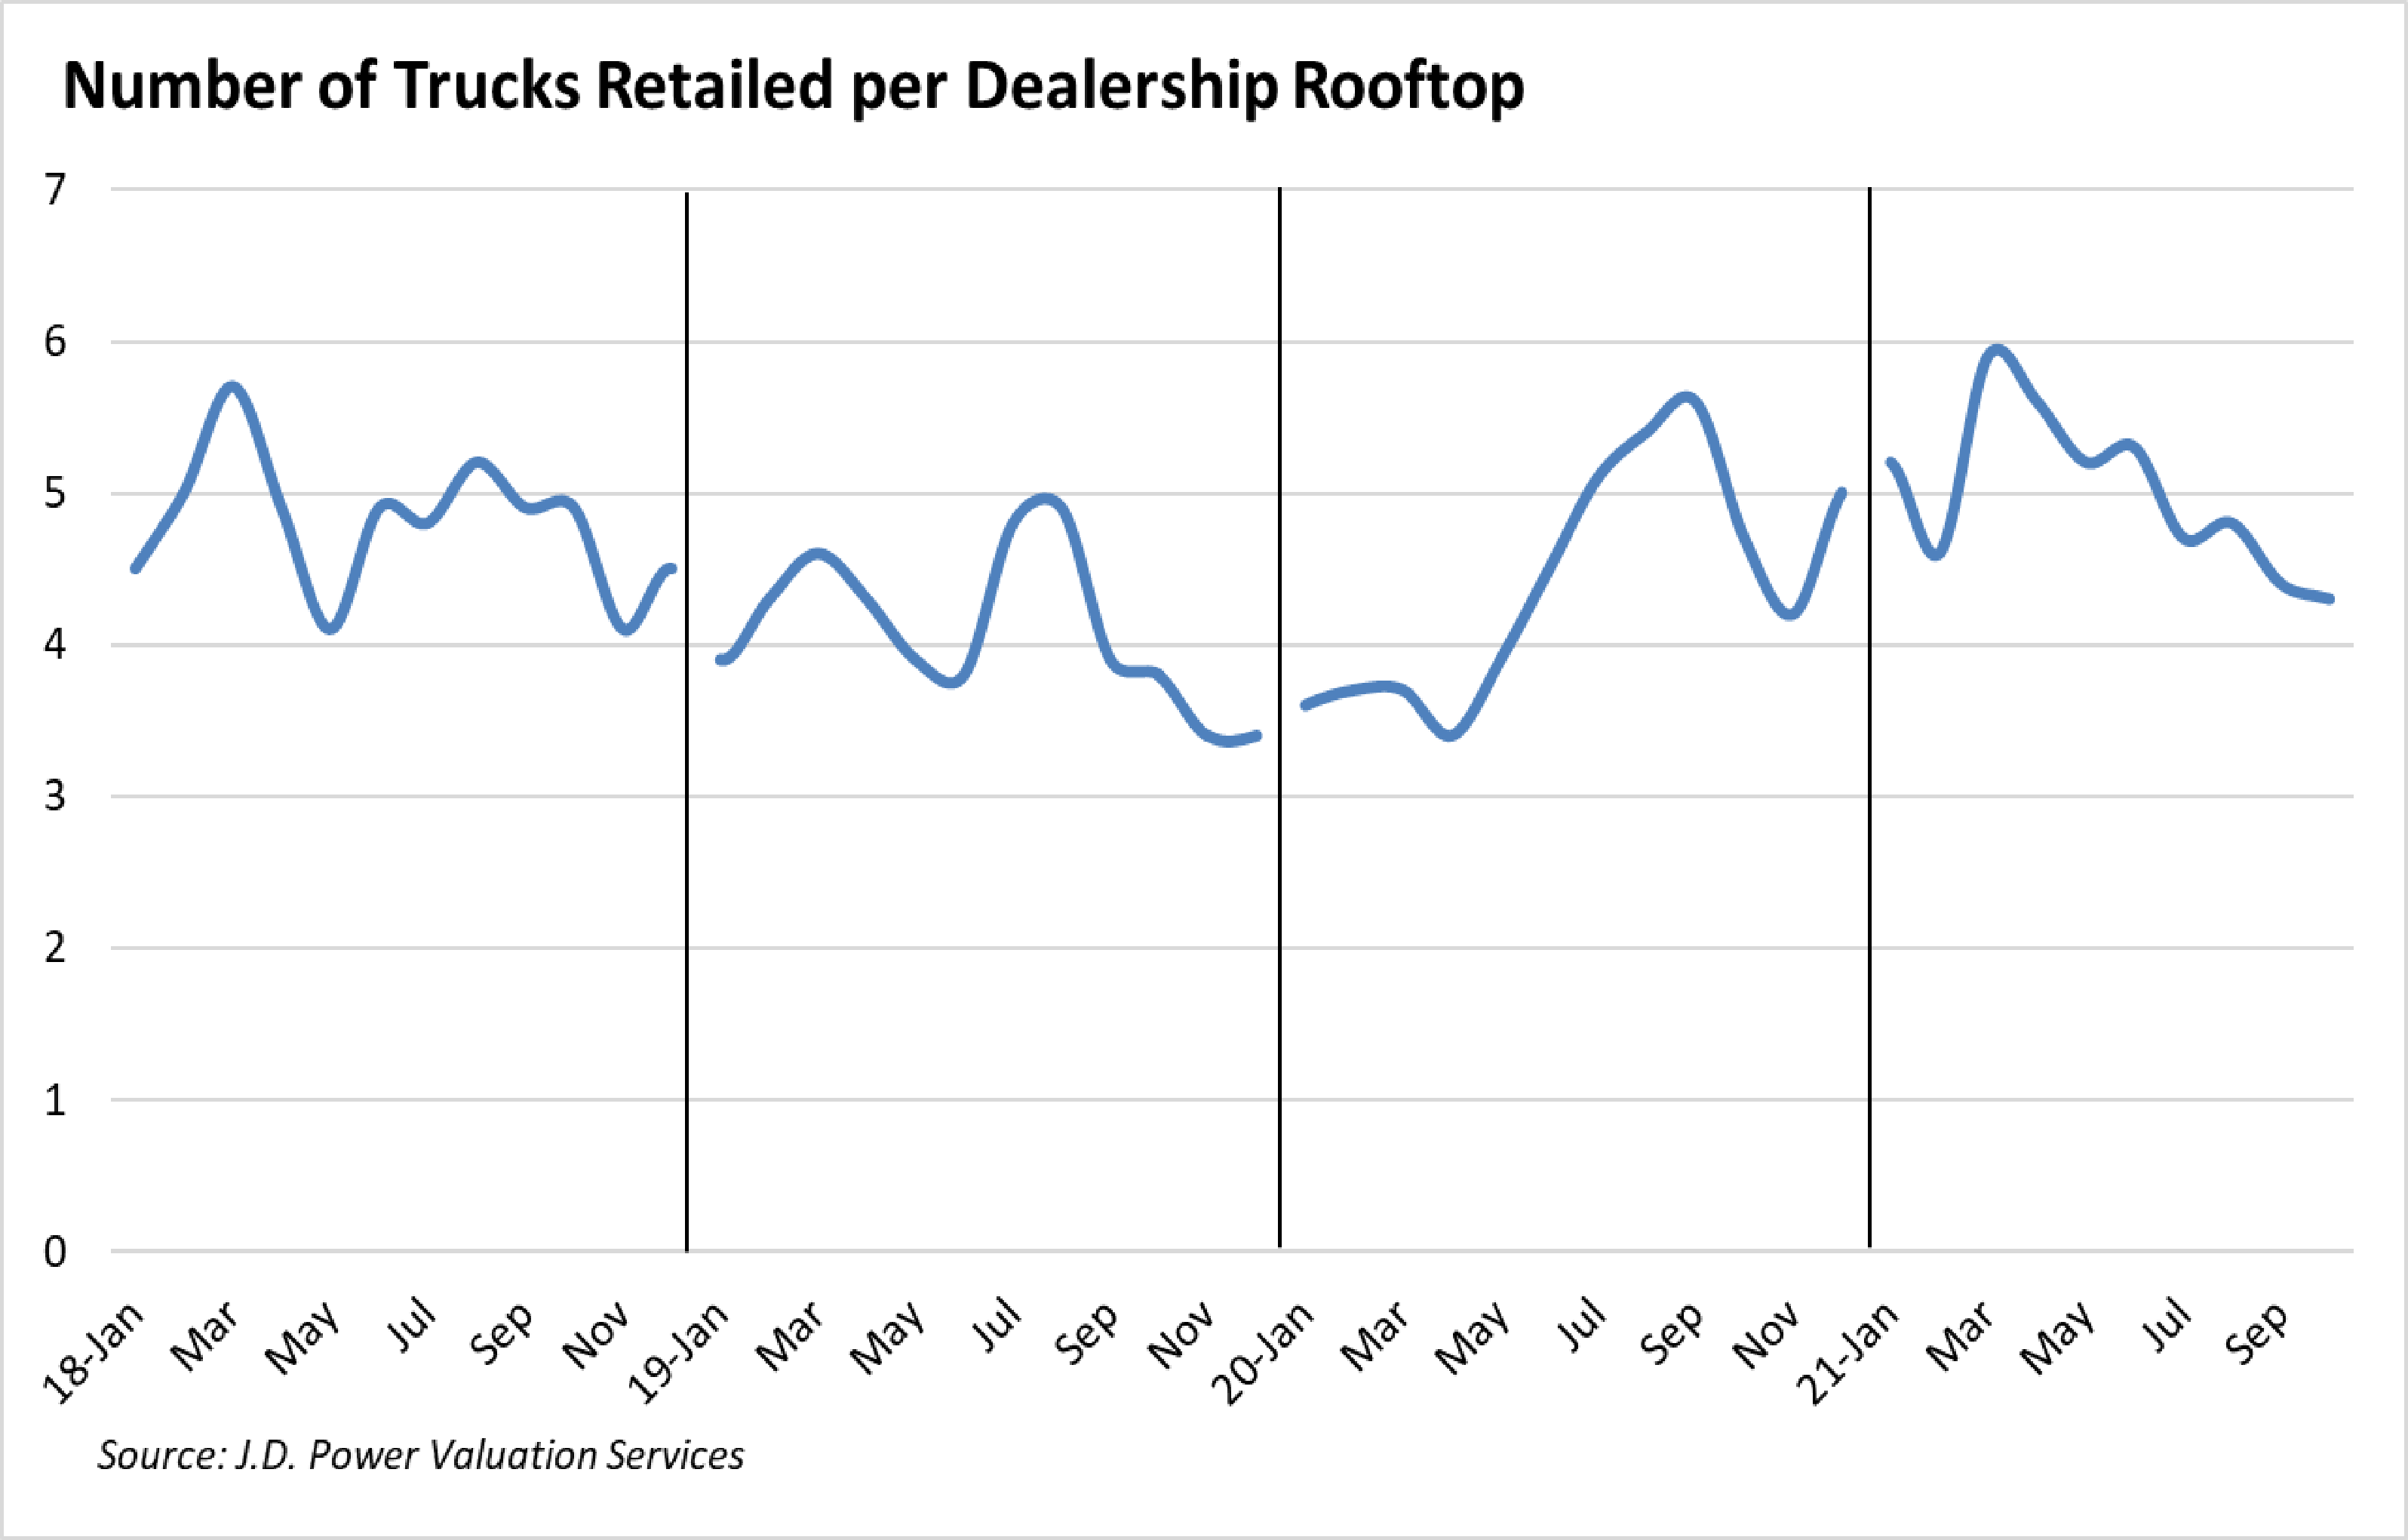 Number of Trucks Retailed per Dealership Rooftop
7
6
5
4
3
2
1
0
18-Jan Mar May Jul Sep Nov 19-Jan Mar May Jul Sep Nov 20-Jan Mar May Jul Sep Nov 21-Jan Mar May Jul Sep
Source: J.D. Power Valuation Services